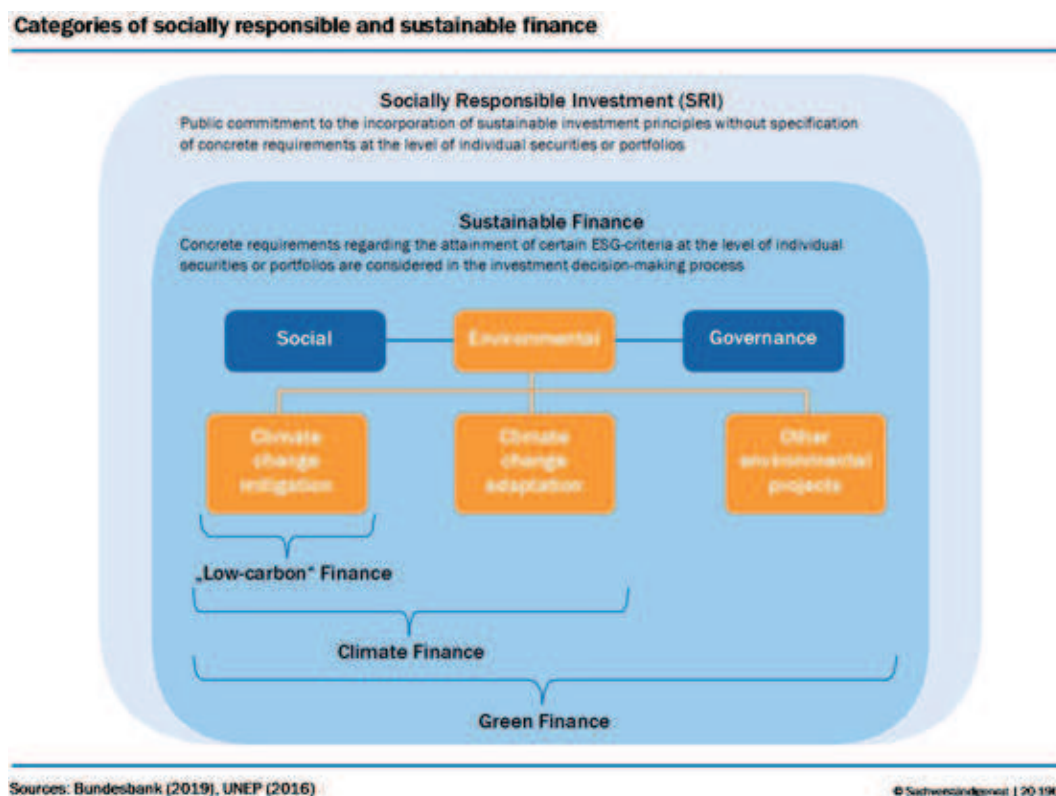 Categories of socially responsible and sustainable finance
Socially Responsible Investment (SRI)
Public commitment to the incorporation of sustainable investment principles without specification
of concrete requirements at the level of individual securities or portfolios
Sustainable Finance
Concrete requirements regarding the attainment of certain ESG-criteria at the level of individual
securities or portfolios are considered in the investment decision-making process
Social
Environmental
Governance
Climate
change
mitigation
Climate
change
adaptation
Other
environmental
projects
„Low-carbon“ Finance
Climate Finance
Green Finance
Sources: Bundesbank (2019), UNEP (2016)
© Sachverständigenrat |